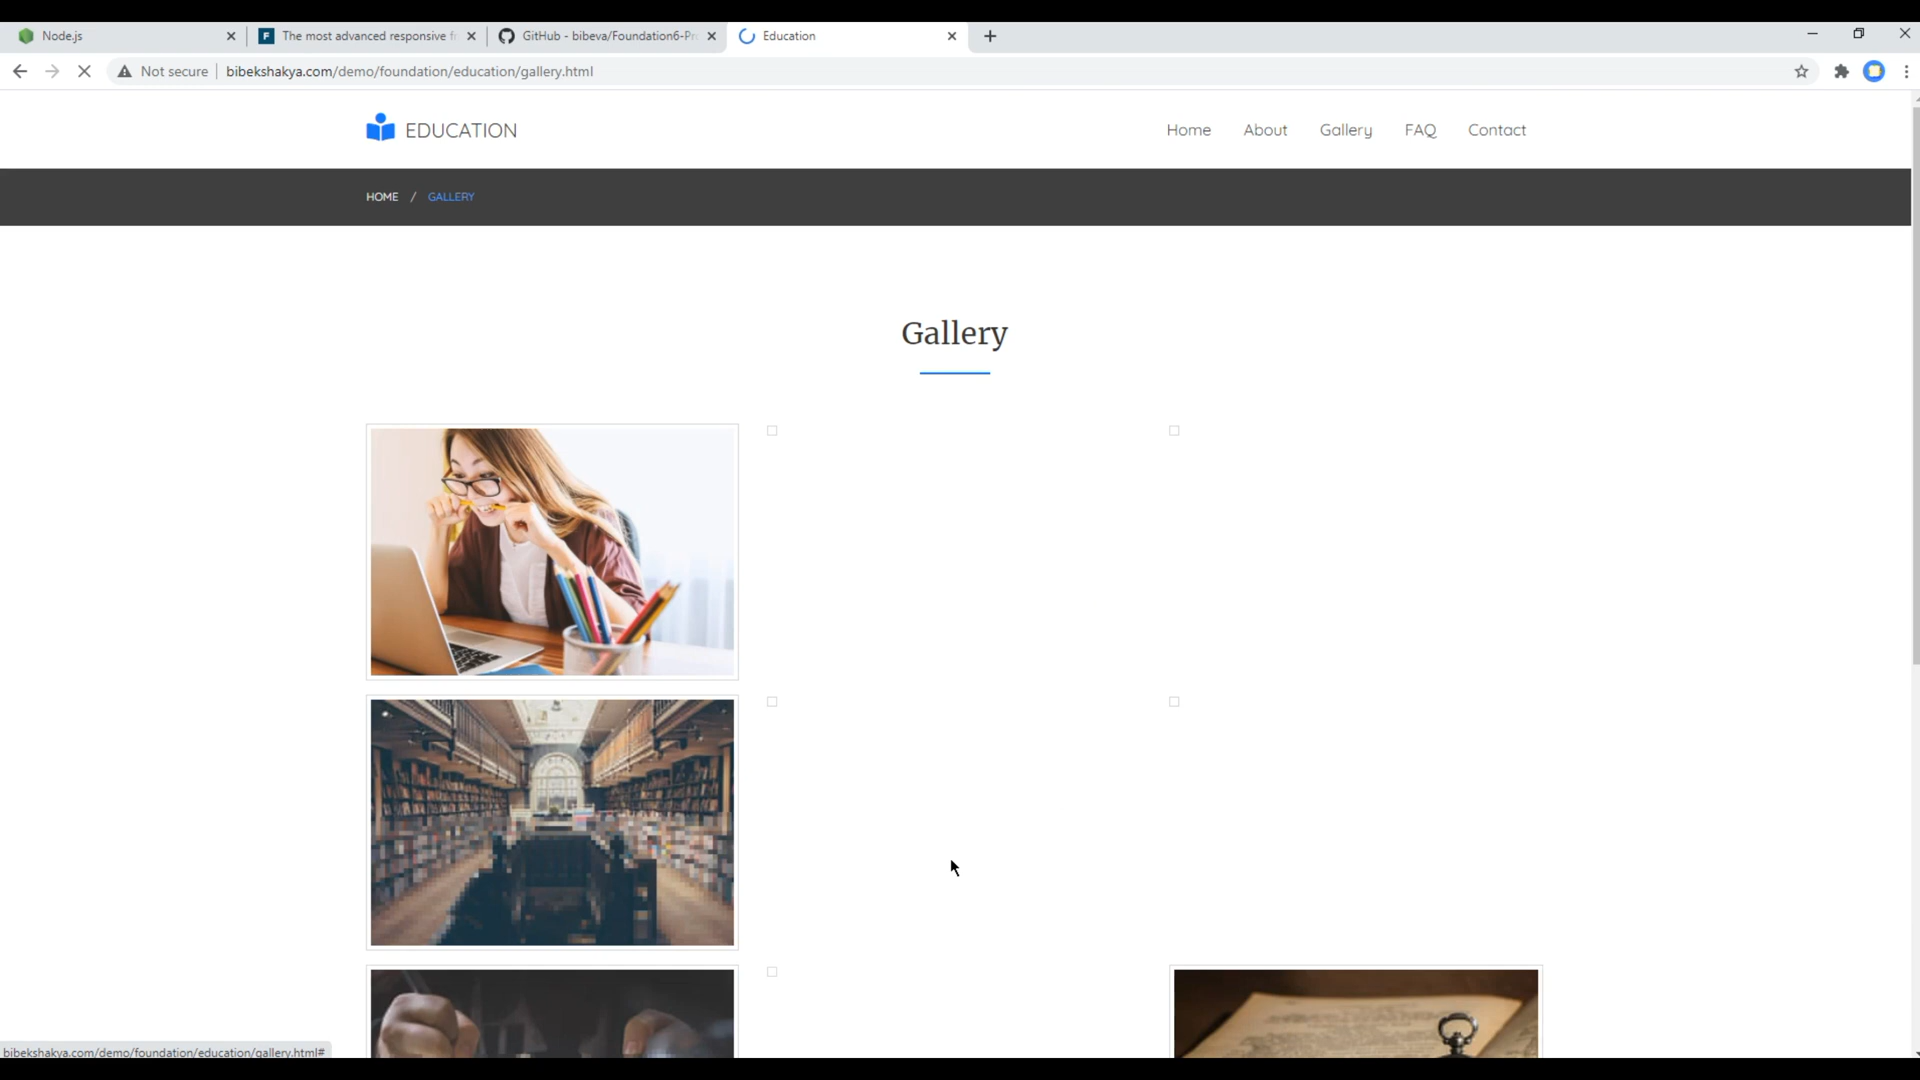 Node.js
The most advanced responsive f
GitHub - bibeva/Foundation6-Pr
Education
Not secure
bibekshakya.com/demo/foundation/education/gallery.html
EDUCATION
Home
About
Gallery
FAQ
Contact
HOME / GALLERY
Gallery
bibekshakya.com/demo/foundation/education/gallery.html#